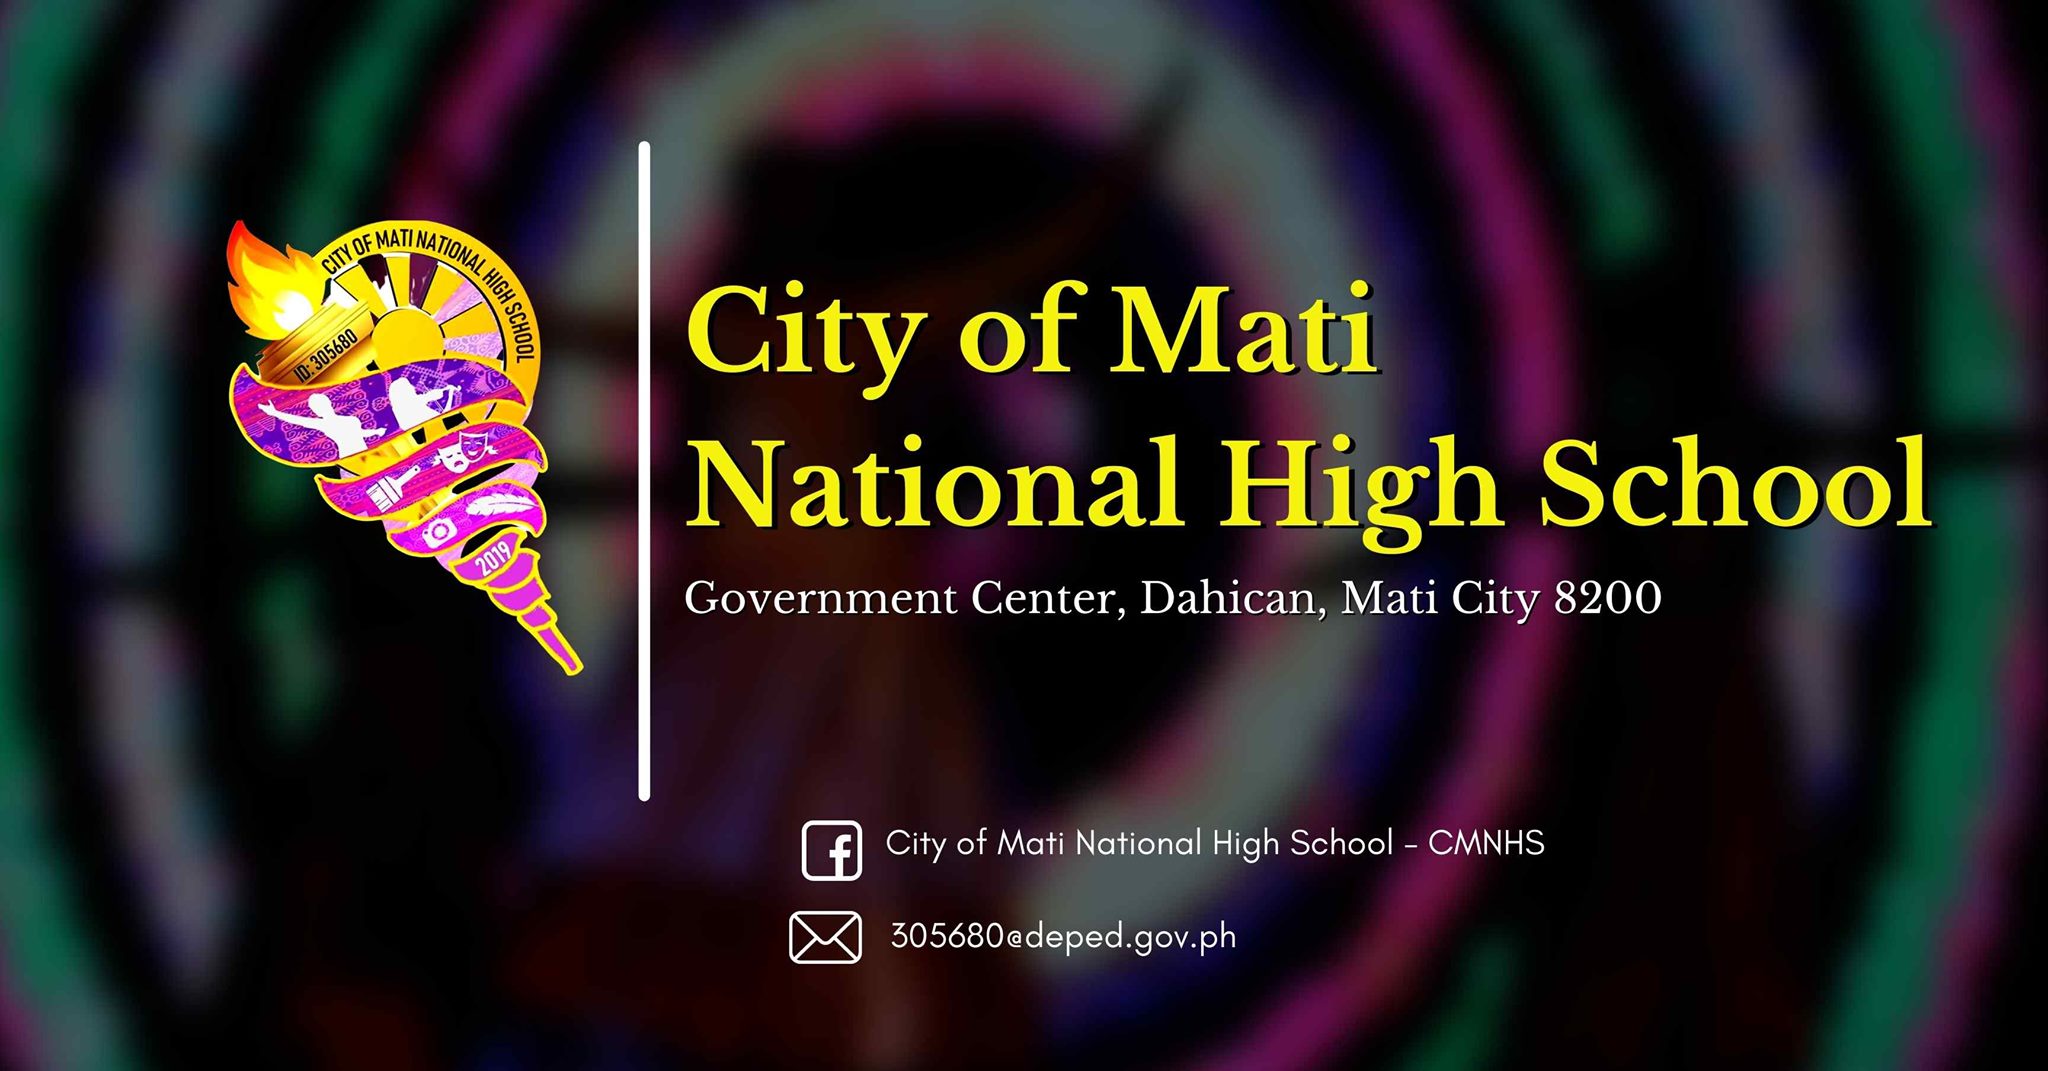 CITY OF MATI NATIONAL HIGH SCHOOL
ID: 305680
2019
City of Mati
National High School
Government Center, Dahican, Mati City 8200
City of Mati National High School - CMNHS
305680@deped.gov.ph